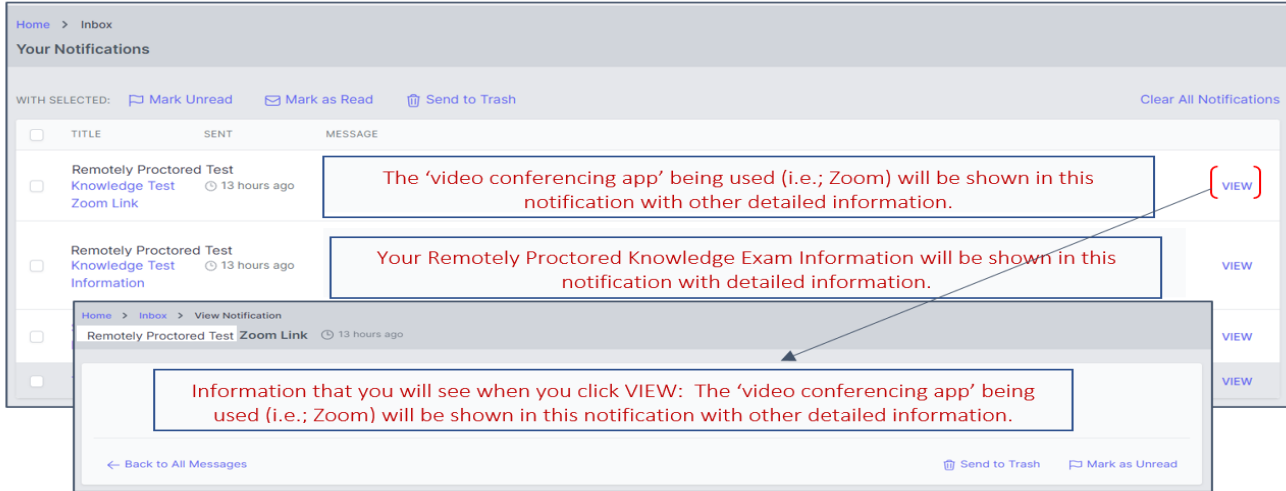 Home > Inbox
Your Notifications
WITH SELECTED: Mark Unread Mark as Read Send to Trash Clear All Notifications
TITLE SENT MESSAGE
Remotely Proctored Test
Knowledge Test 13 hours ago
Zoom Link
The ‘video conferencing app’ being used (i.e.; Zoom) will be shown in this
notification with other detailed information.
VIEW
Remotely Proctored Test
Knowledge Test 13 hours ago
Information
Your Remotely Proctored Knowledge Exam Information will be shown in this
notification with detailed information.
VIEW
VIEW
VIEW
Home > Inbox > View Notification
Remotely Proctored Test Zoom Link 13 hours ago
Information that you will see when you click VIEW: The ‘video conferencing app’ being
used (i.e.; Zoom) will be shown in this notification with other detailed information.
← Back to All Messages Send to Trash Mark as Unread